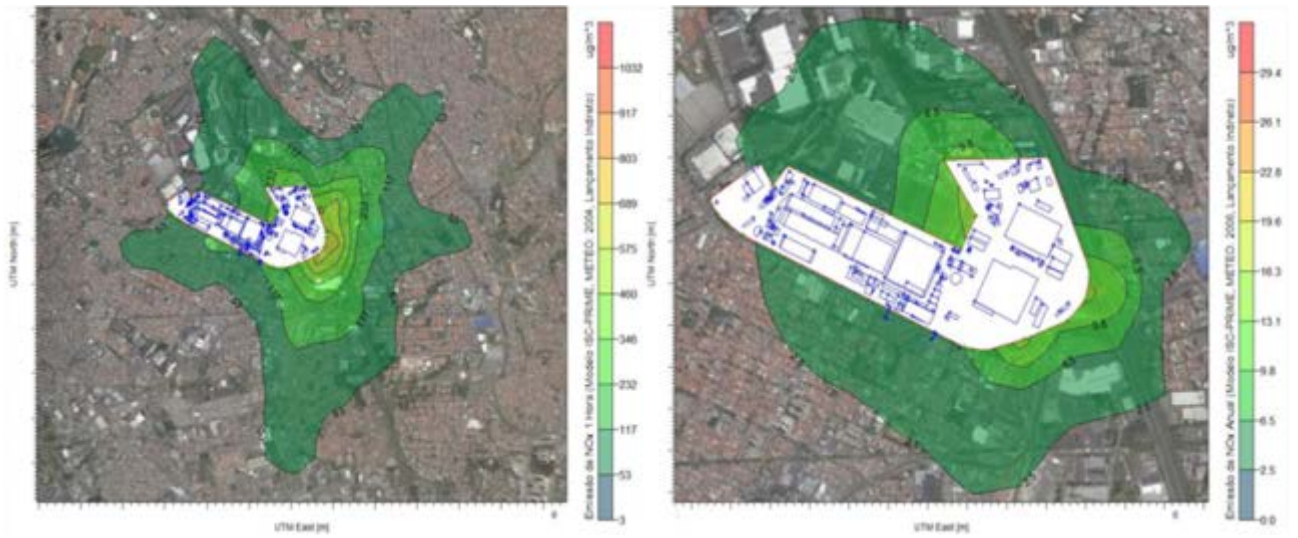 UTM North [m]
UTM East [m]
6
ug/m^3
1032
917
803
689
575
460
346
232
117
53
3
Emissão de NOx 1 Hora (Modelo ISC-PRIME, METEO. 2004, Lançamento Indireto)
UTM North [m]
UTM East [m]
6
ug/m^3
29.4
26.1
22.8
19.6
16.3
13.1
9.8
6.5
2.5
0.0
Emissão de NOx Anual (Modelo ISC-PRIME, METEO. 2006, Lançamento Indireto)